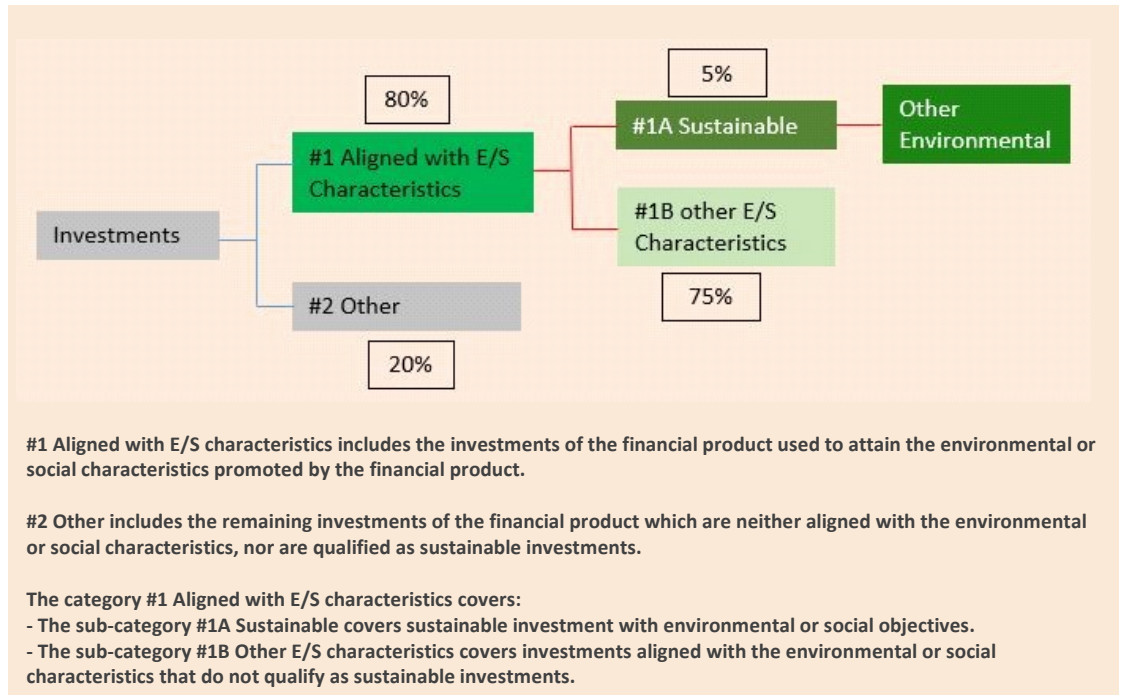 5%
80%
Other
Environmental
#1A Sustainable
#1 Aligned with E/S
Characteristics
#1B other E/S
Characteristics
Investments
75%
#2 Other
20%
#1 Aligned with E/S characteristics includes the investments of the financial product used to attain the environmental or
social characteristics promoted by the financial product.
#2 Other includes the remaining investments of the financial product which are neither aligned with the environmental
or social characteristics, nor are qualified as sustainable investments.
The category #1 Aligned with E/S characteristics covers:
- The sub-category #1A Sustainable covers sustainable investment with environmental or social objectives.
- The sub-category #1B Other E/S characteristics covers investments aligned with the environmental or social
characteristics that do not qualify as sustainable investments.